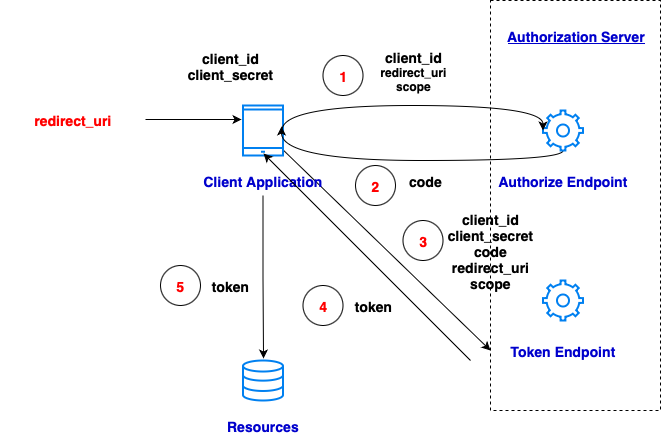 Authorization Server
client_id
client_secret
1
client_id
redirect_uri
scope
redirect_uri
Client Application
2
code
Authorize Endpoint
3
client_id
client_secret
code
redirect_uri
scope
5
token
4
token
Token Endpoint
Resources